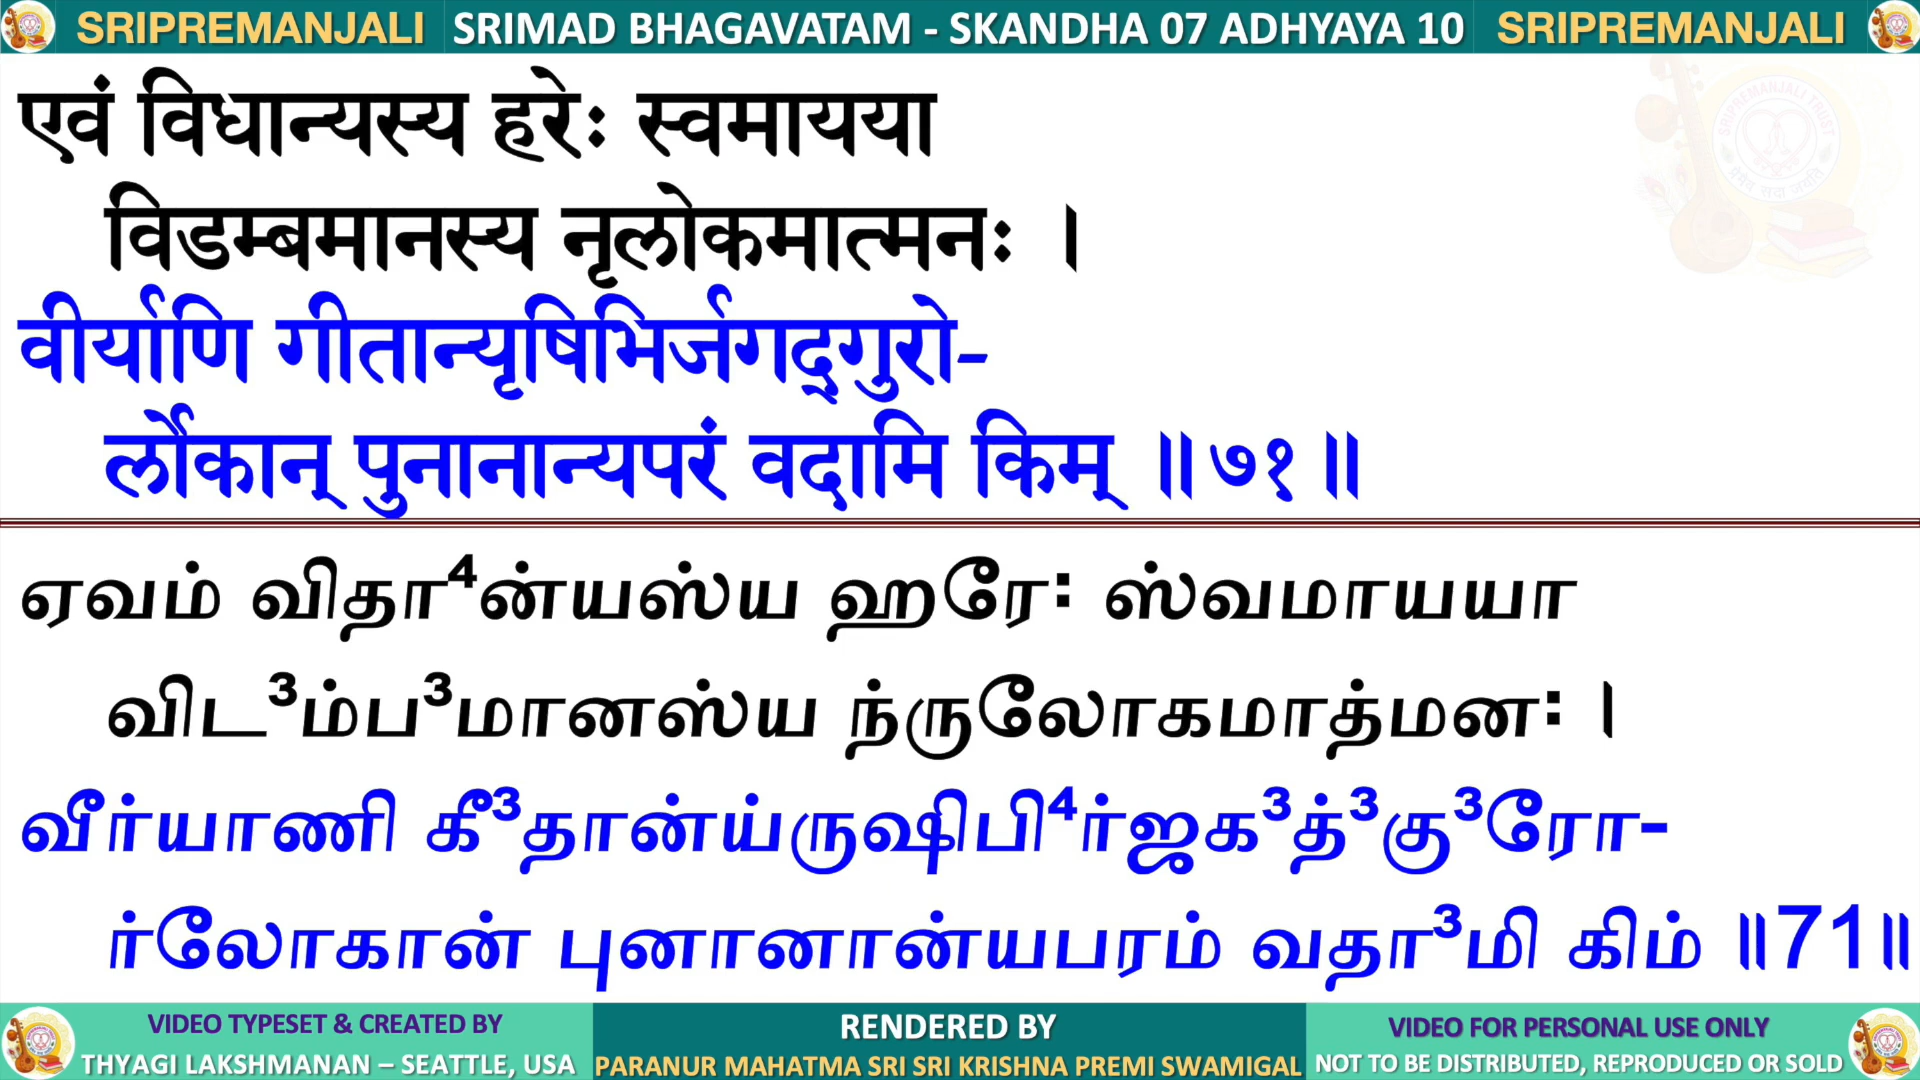 SRIPREMANJALI SRIMAD BHAGAVATAM - SKANDHA 07 ADHYAYA 10 SRIPREMANJALI
एवं विधान्यस्य हरेः स्वमायया
विडम्बमानस्य नृलोकमात्मनः ।
वीर्याणि गीतान्यृषिभिर्जगद्गुरो-
र्लोकान् पुनानान्यपरं वदामि किम् ॥७१॥
ஏவம் விதா⁴ன்யஸ்ய ஹரே꞉ ஸ்வமாயயா
விட³ம்ப³மானஸ்ய ந்ருலோகமாத்மன꞉ ।
வீர்யாணி கீ³தான்ய்ருஷிபி⁴ர்ஜக³த்³கு³ரோ-
ர்லோகான் புனானான்யபரம் வதா³மி கிம் ॥71॥
VIDEO TYPESET & CREATED BY
THYAGI LAKSHMANAN – SEATTLE, USA
RENDERED BY
PARANUR MAHATMA SRI SRI KRISHNA PREMI SWAMIGAL
VIDEO FOR PERSONAL USE ONLY
NOT TO BE DISTRIBUTED, REPRODUCED OR SOLD